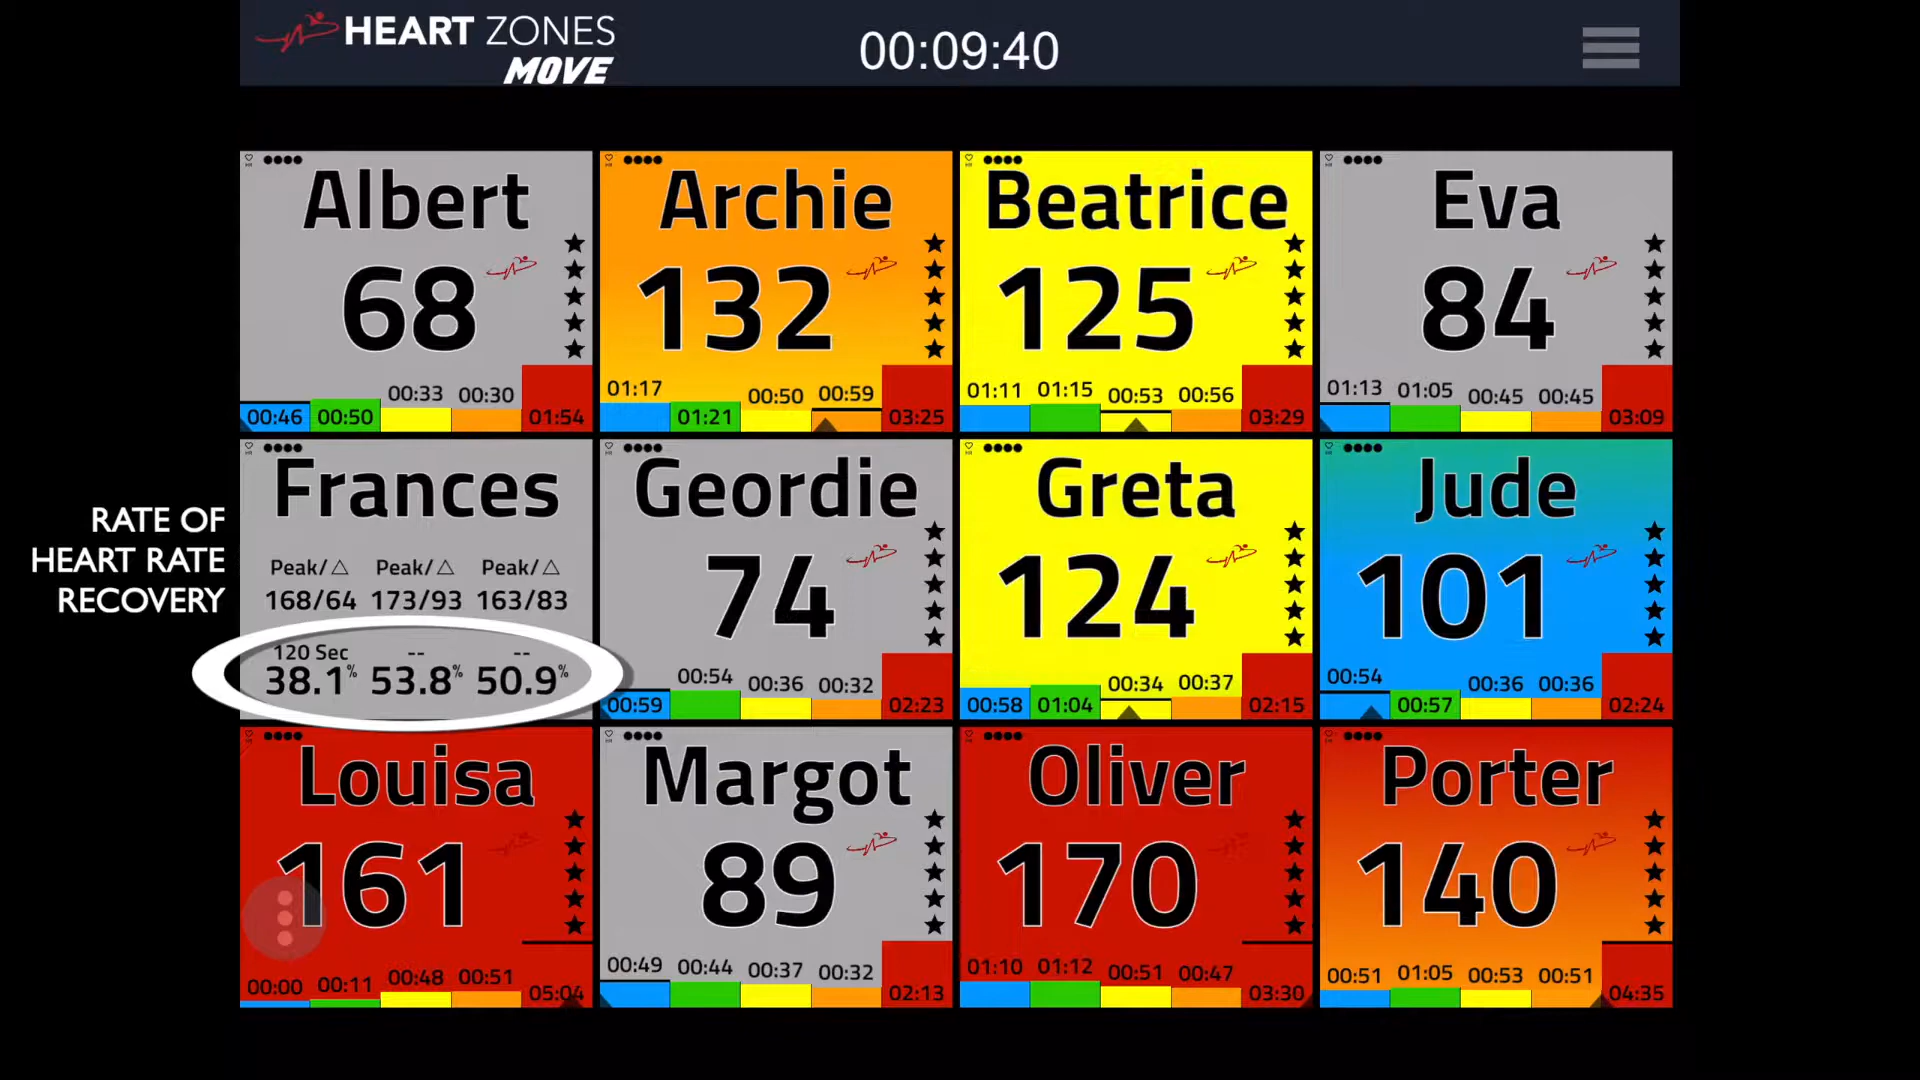 HEART ZONES
MOVE
00:09:40
Albert
68
00:46 00:50 00:33 00:30 01:54
Archie
132
01:17 01:21 00:50 00:59 03:25
Beatrice
125
01:11 01:15 00:53 00:56 03:29
Eva
84
01:13 01:05 00:45 00:45 03:09
RATE OF
HEART RATE
RECOVERY
Frances
Peak/△ Peak/△ Peak/△
168/64 173/93 163/83
120 Sec -- --
38.1% 53.8% 50.9%
Geordie
74
00:59 00:54 00:36 00:32 02:23
Greta
124
00:58 01:04 00:34 00:37 02:15
Jude
101
00:54 00:57 00:36 00:36 02:24
Louisa
161
00:00 00:11 00:48 00:51 05:04
Margot
89
00:49 00:44 00:37 00:32 02:13
Oliver
170
01:10 01:12 00:51 00:47 03:30
Porter
140
00:51 01:05 00:53 00:51 04:35